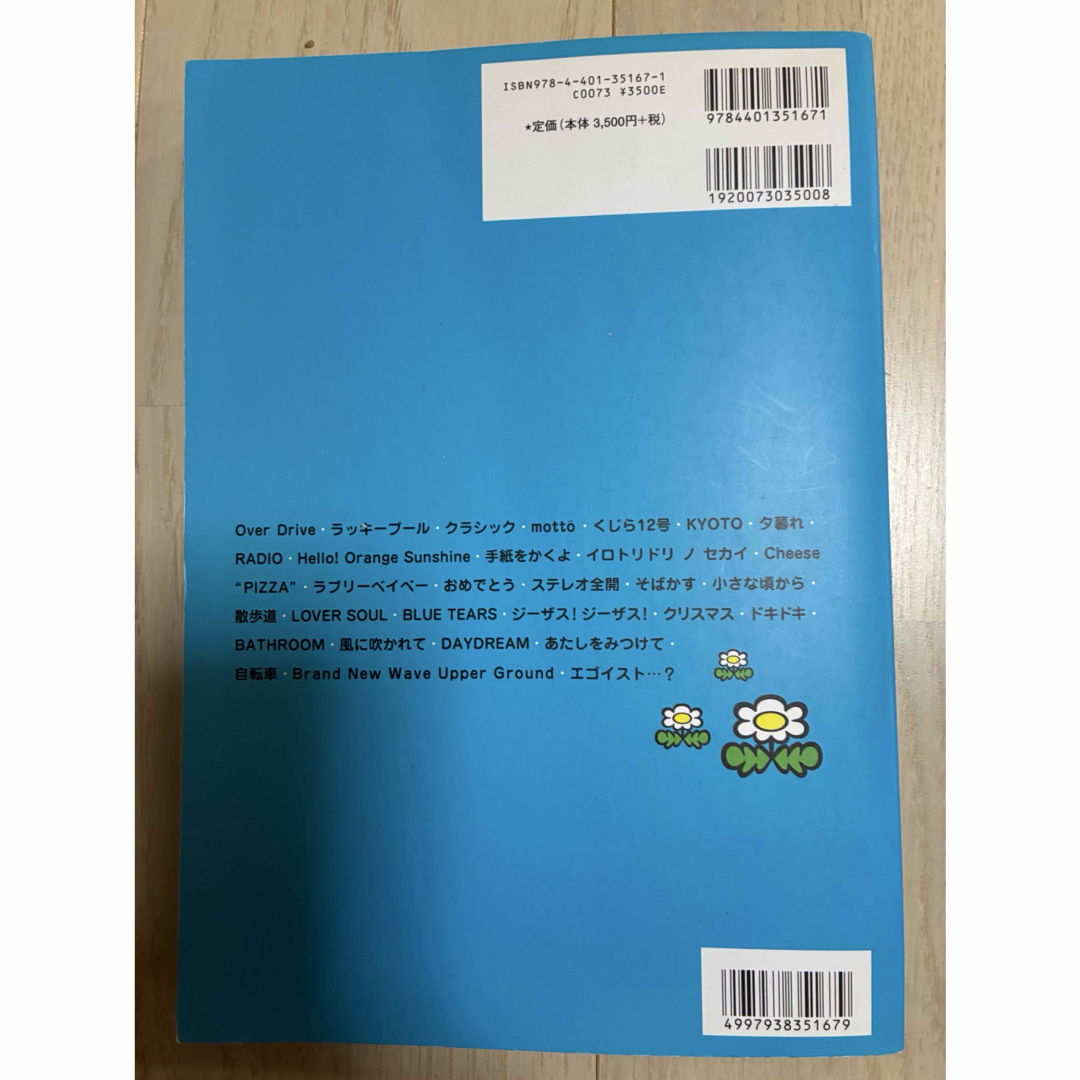 ISBN978-4-401-35167-1
C0073 ¥3500E
★定価(本体 3,500円+税)
9784401351671
1920073035008
Over Drive・ラッキープール・クラシック・mottö・くじら12号・KYOTO・夕暮れ・
RADIO・Hello! Orange Sunshine・手紙をかくよ・イロトリドリ ノ セカイ・Cheese
“PIZZA”・ラブリーベイベー・おめでとう・ステレオ全開・そばかす・小さな頃から・
散歩道・LOVER SOUL・BLUE TEARS・ジーザス! ジーザス!・クリスマス・ドキドキ・
BATHROOM・風に吹かれて・DAYDREAM・あたしをみつけて・
自転車・Brand New Wave Upper Ground・エゴイスト…?
4997938351679